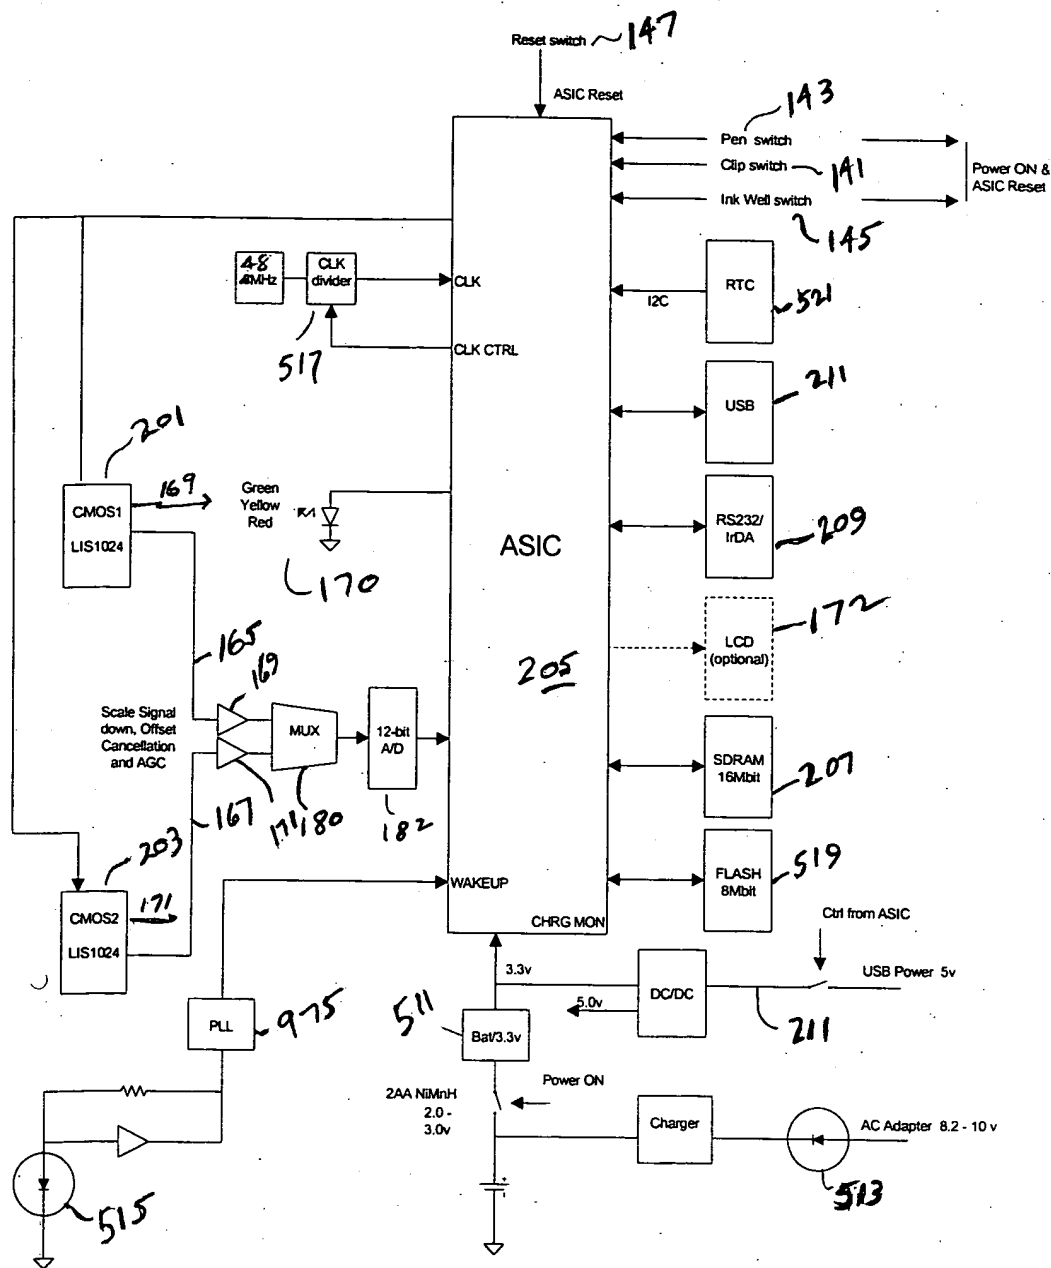 Reset switch 147
ASIC Reset
143
Pen switch
Clip switch 141
Ink Well switch
145
Power ON &
ASIC Reset
48
MHz
CLK
divider
517
CLK
CLK CTRL
RTC
I2C
521
USB
211
201
CMOS1
LIS1024
169
Green
Yellow
Red
170
ASIC
205
RS232/
IrDA
209
LCD
(optional)
172
165
169
Scale Signal
down, Offset
Cancellation
and AGC
MUX
12-bit
A/D
171
180
182
167
SDRAM
16Mbit
207
203
CMOS2
LIS1024
171
WAKEUP
CHRG MON
FLASH
8Mbit
519
Ctrl from ASIC
USB Power 5v
3.3v
5.0v
DC/DC
211
PLL
975
511
Bat/3.3v
2AA NiMnH
2.0 -
3.0v
Power ON
Charger
AC Adapter 8.2 - 10 v
513
515